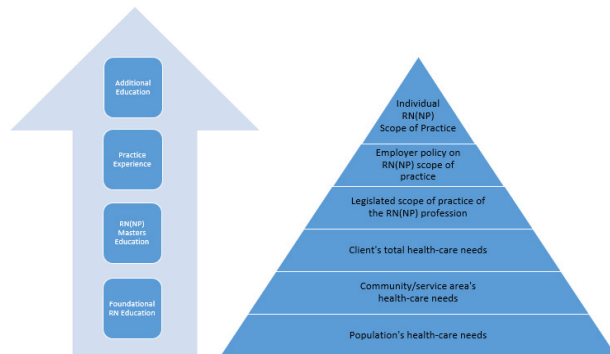 Additional
Education
Practice
Experience
RN(NP)
Masters
Education
Foundational
RN Education
Individual
RN(NP)
Scope of Practice
Employer policy on
RN(NP) scope of
practice
Legislated scope of practice of
the RN(NP) profession
Client's total health-care needs
Community/service area's
health-care needs
Population's health-care needs